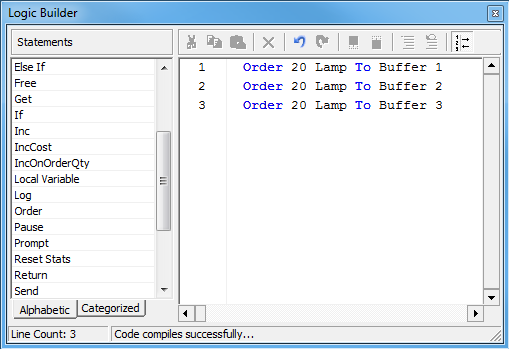 Logic Builder
Statements
Else If
Free
Get
If
Inc
IncCost
IncOnOrderQty
Local Variable
Log
Order
Pause
Prompt
Reset Stats
Return
Send
Alphabetic Categorized
1 Order 20 Lamp To Buffer 1
2 Order 20 Lamp To Buffer 2
3 Order 20 Lamp To Buffer 3
Line Count: 3 Code compiles successfully...